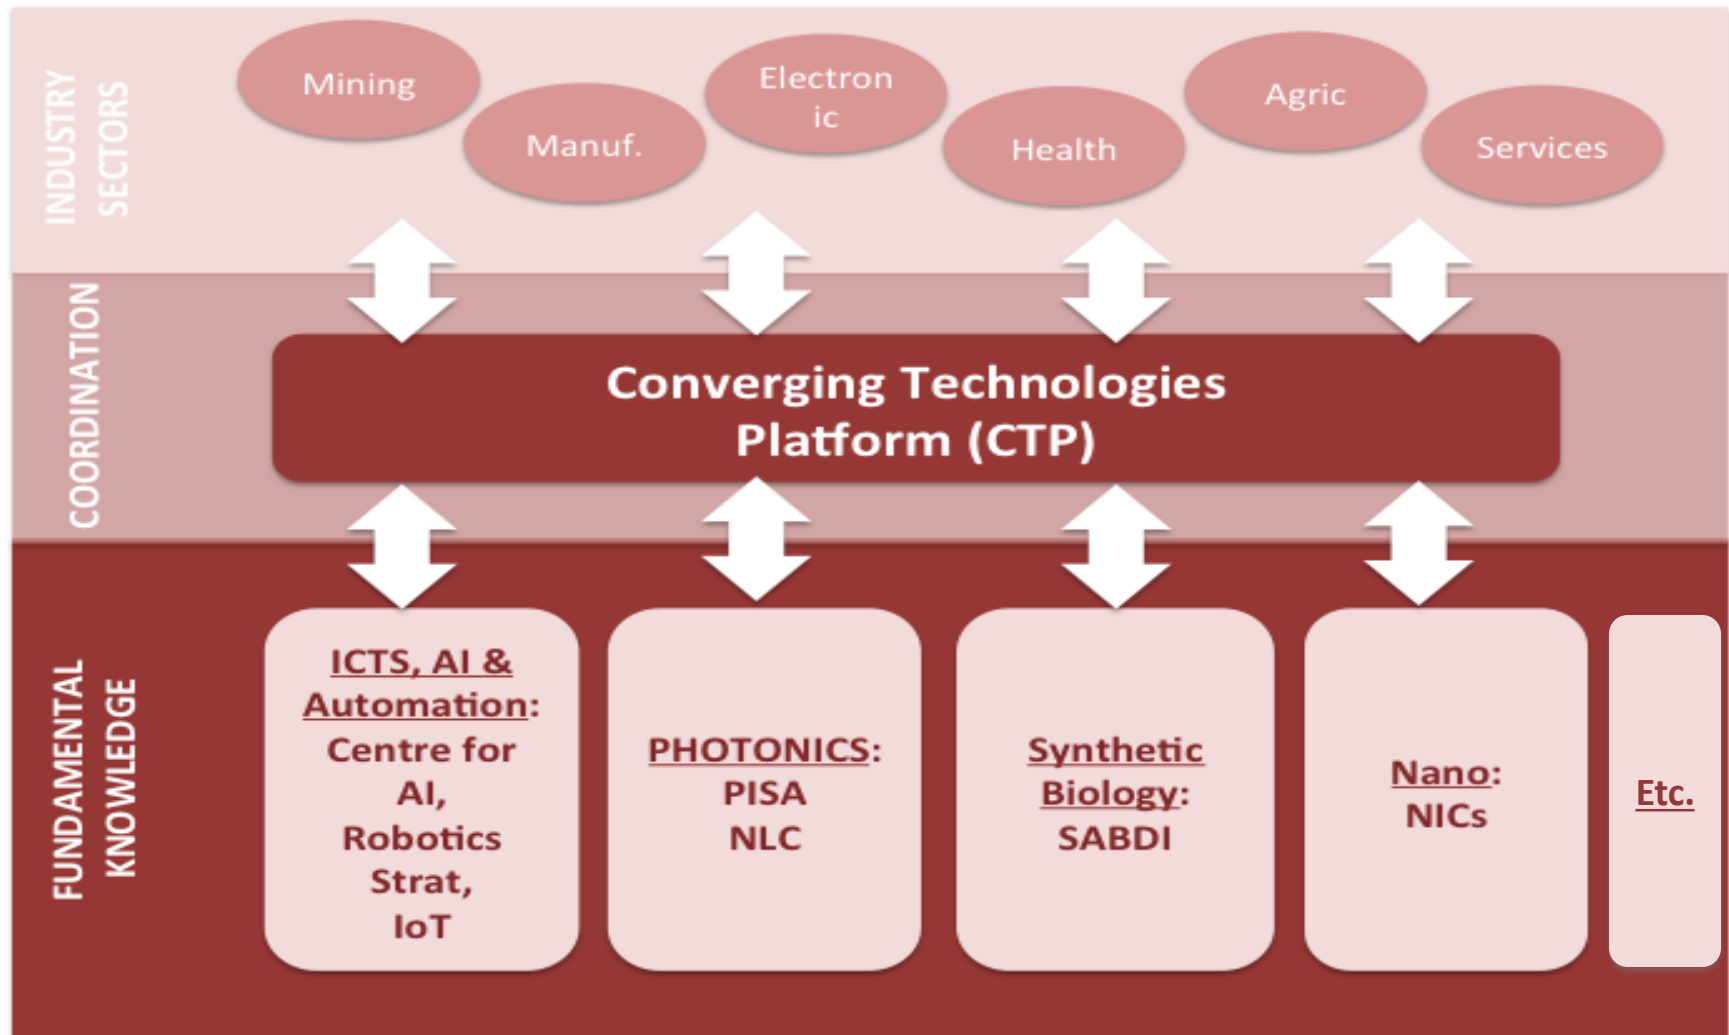 INDUSTRY
SECTORS
Mining
Manuf.
Electron
ic
Health
Agric
Services
COORDINATION
Converging Technologies
Platform (CTP)
FUNDAMENTAL
KNOWLEDGE
ICTS, AI &
Automation:
Centre for
AI,
Robotics
Strat,
IoT
PHOTONICS:
PISA
NLC
Synthetic
Biology:
SABDI
Nano:
NICs
Etc.